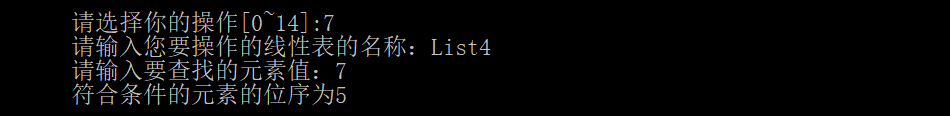 请选择你的操作[0~14]:7
请输入您要操作的线性表的名称：List4
请输入要查找的元素值：7
符合条件的元素的位序为5